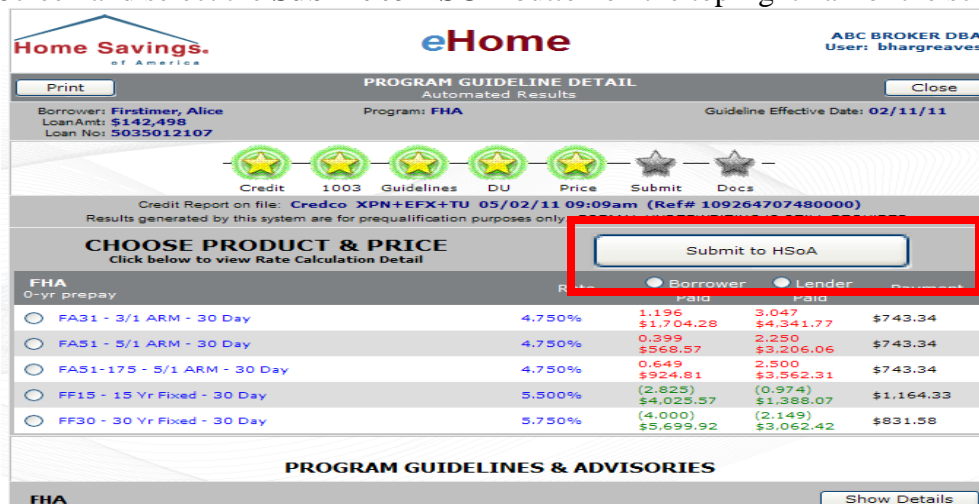 Home Savings.
of America
eHome
ABC BROKER DBA
User: bhargreaves
Print
PROGRAM GUIDELINE DETAIL
Automated Results
Close
Borrower: Firstimer, Alice
Program: FHA
Guideline Effective Date: 02/11/11
LoanAmt: $142,498
Loan No: 5035012107
Credit 1003 Guidelines DU Price Submit Docs
Credit Report on file: Credco XPN+EFX+TU 05/02/11 09:09am (Ref# 109264707480000)
Results generated by this system are for prequalification purposes only.
CHOOSE PRODUCT & PRICE
Click below to view Rate Calculation Detail
Submit to HSoA
FHA
0-yr prepay
Rate
Borrower Paid
Lender Paid
Payment
FA31 - 3/1 ARM - 30 Day 4.750% 1.196 3.047 $743.34
$1,704.28 $4,341.77
FA51 - 5/1 ARM - 30 Day 4.750% 0.399 2.250 $743.34
$568.57 $3,206.06
FA51-175 - 5/1 ARM - 30 Day 4.750% 0.649 2.500 $743.34
$924.81 $3,562.31
FF15 - 15 Yr Fixed - 30 Day 5.500% (2.825) (0.974) $1,164.33
$4,025.57 $1,388.07
FF30 - 30 Yr Fixed - 30 Day 5.750% (4.000) (2.149) $831.58
$5,699.92 $3,062.42
PROGRAM GUIDELINES & ADVISORIES
FHA
Show Details